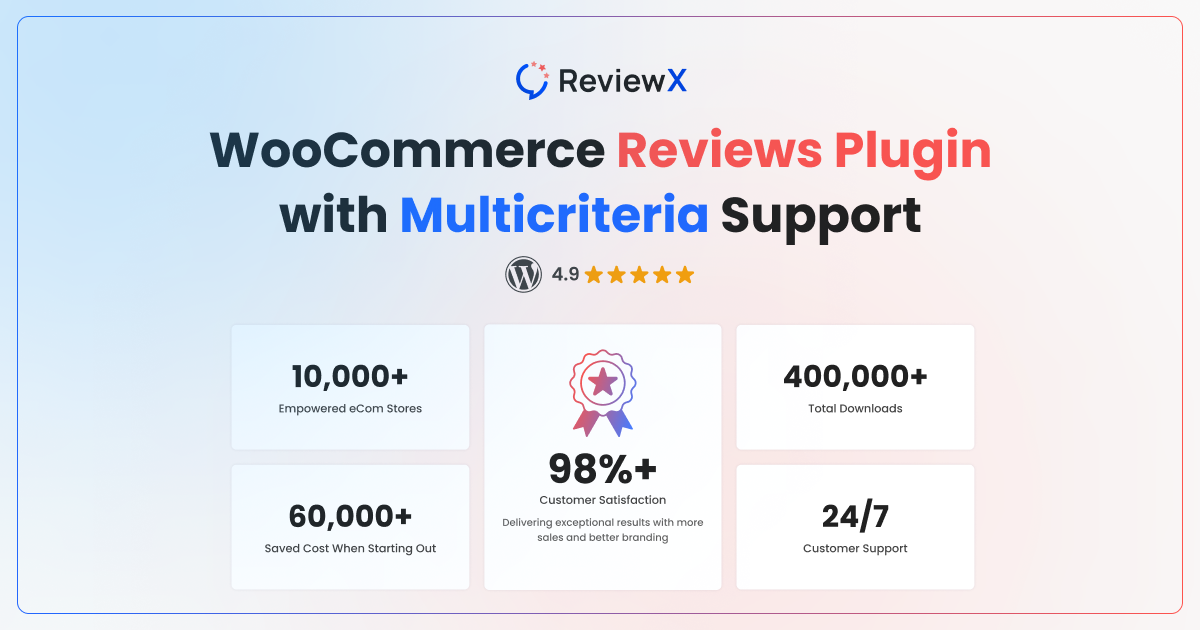 ReviewX
WooCommerce Reviews Plugin
with Multicriteria Support
4.9
10,000+
Empowered eCom Stores
60,000+
Saved Cost When Starting Out
98%+
Customer Satisfaction
Delivering exceptional results with more
sales and better branding
400,000+
Total Downloads
24/7
Customer Support